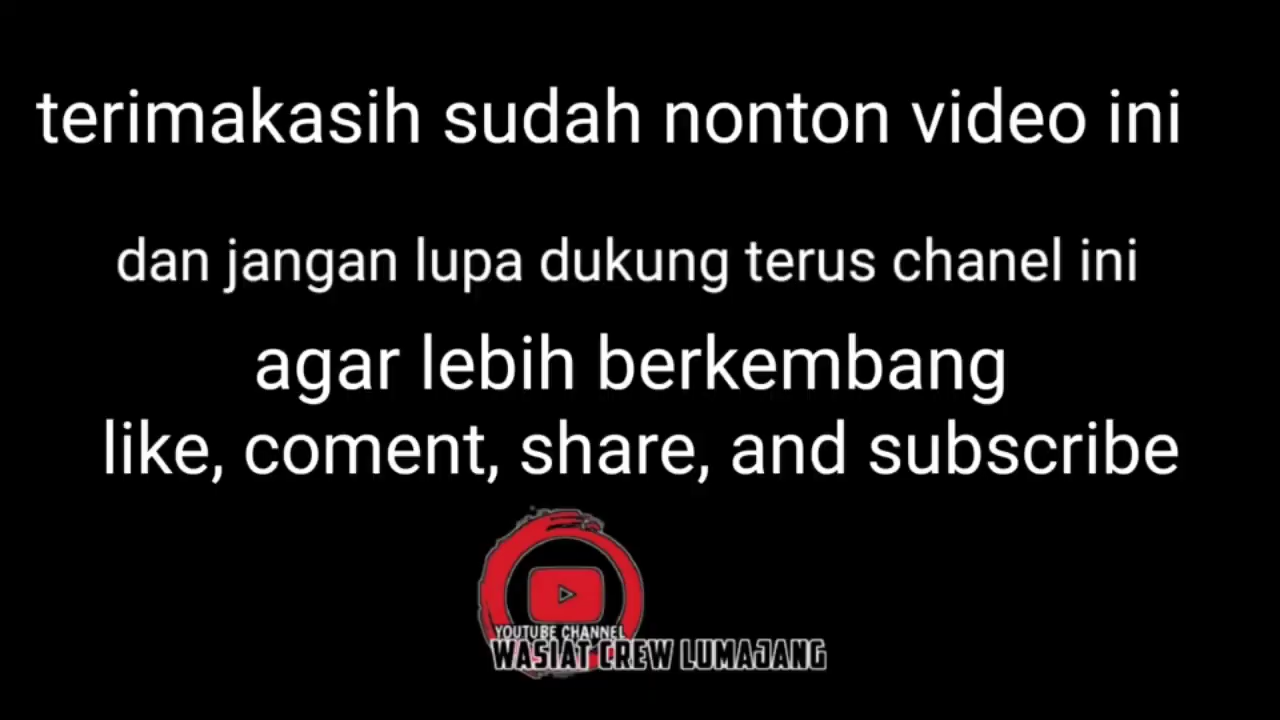 terimakasih sudah nonton video ini
dan jangan lupa dukung terus chanel ini
agar lebih berkembang
like, coment, share, and subscribe
YOUTUBE CHANNEL
WASIAT CREW LUMAJANG